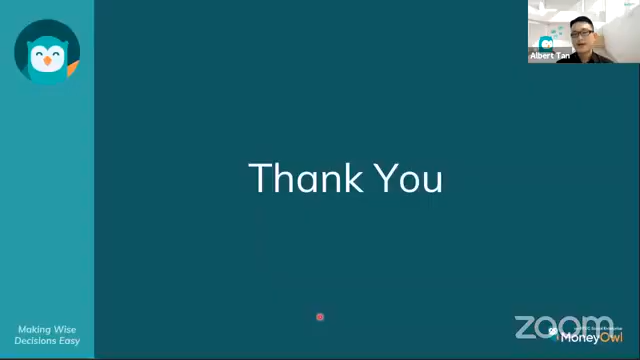 Albert Tan
Thank You
Making Wise
Decisions Easy
zoom
MoneyOwl